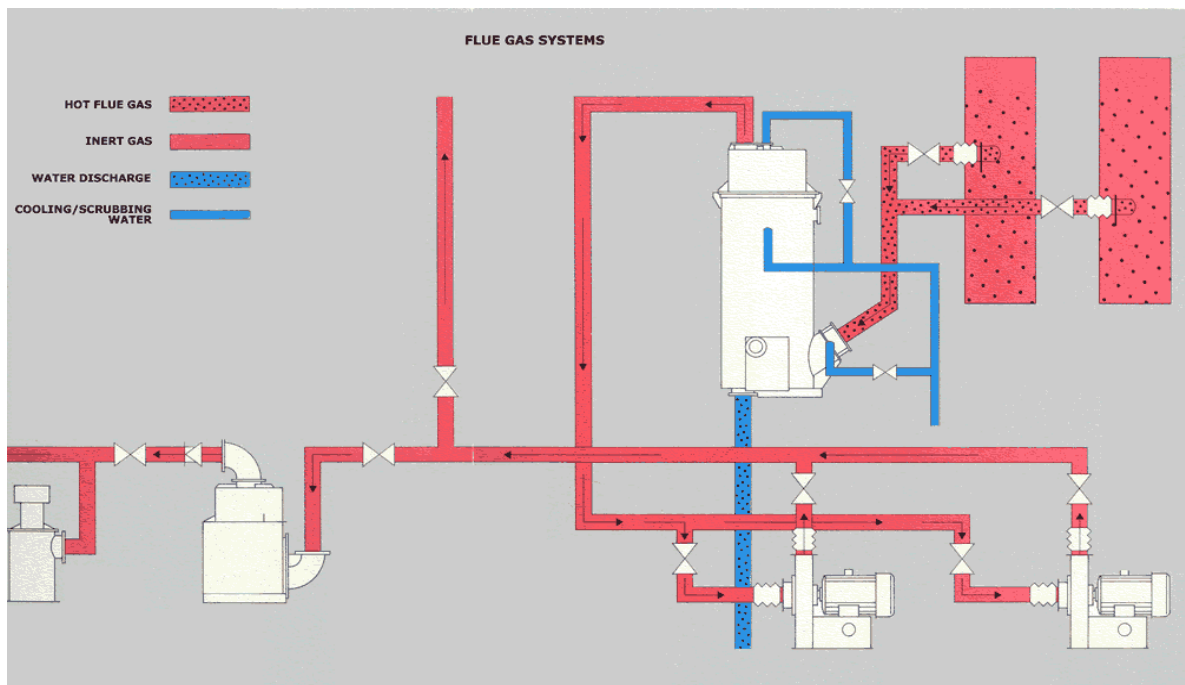 FLUE GAS SYSTEMS
HOT FLUE GAS
INERT GAS
WATER DISCHARGE
COOLING/SCRUBBING
WATER